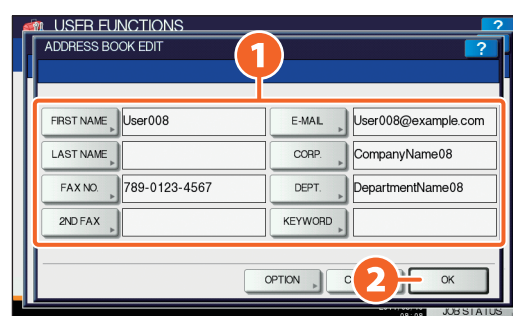 USER FUNCTIONS ?
ADDRESS BOOK EDIT ?
1
FIRST NAME User008 E-MAIL User008@example.com
LAST NAME CORP. CompanyName08
FAX NO. 789-0123-4567 DEPT. DepartmentName08
2ND FAX KEYWORD
OPTION 2 OK
JOB STATUS